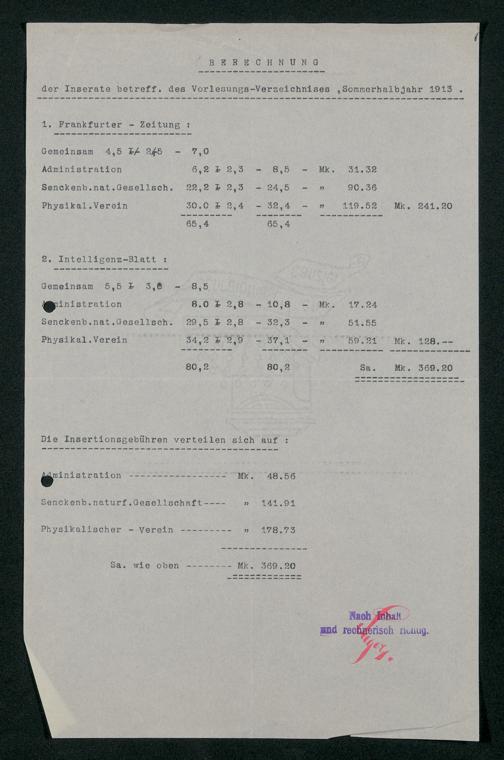 BERECHNUNG
der Inserate betreff. des Vorlesungs-Verzeichnises ,Sommerhalbjahr 1913 .
1. Frankfurter - Zeitung :
Gemeinsam 4,5 + 2,5 - 7,0
Administration 6,2 + 2,3 - 8,5 - Mk. 31.32
Senckenb.nat.Gesellsch. 22,2 + 2,3 - 24,5 - " 90.36
Physikal.Verein 30.0 + 2,4 - 32,4 - " 119.52 Mk. 241.20
65,4 65,4
2. Intelligenz-Blatt :
Gemeinsam 5,5 + 3,0 - 8,5
Administration 8.0 + 2,8 - 10,8 - Mk. 17.24
Senckenb.nat.Gesellsch. 29,5 + 2,8 - 32,3 - " 51.55
Physikal.Verein 34,2 + 2,9 - 37,1 - " 59.21 Mk. 128.--
80,2 80,2 Sa. Mk. 369.20
Die Insertionsgebühren verteilen sich auf :
Administration ----------------- Mk. 48.56
Senckenb.naturf.Gesellschaft---- " 141.91
Physikalischer - Verein --------- " 178.73
Sa. wie oben -------- Mk. 369.20
Nach Inhalt
und rechnerisch richtig.